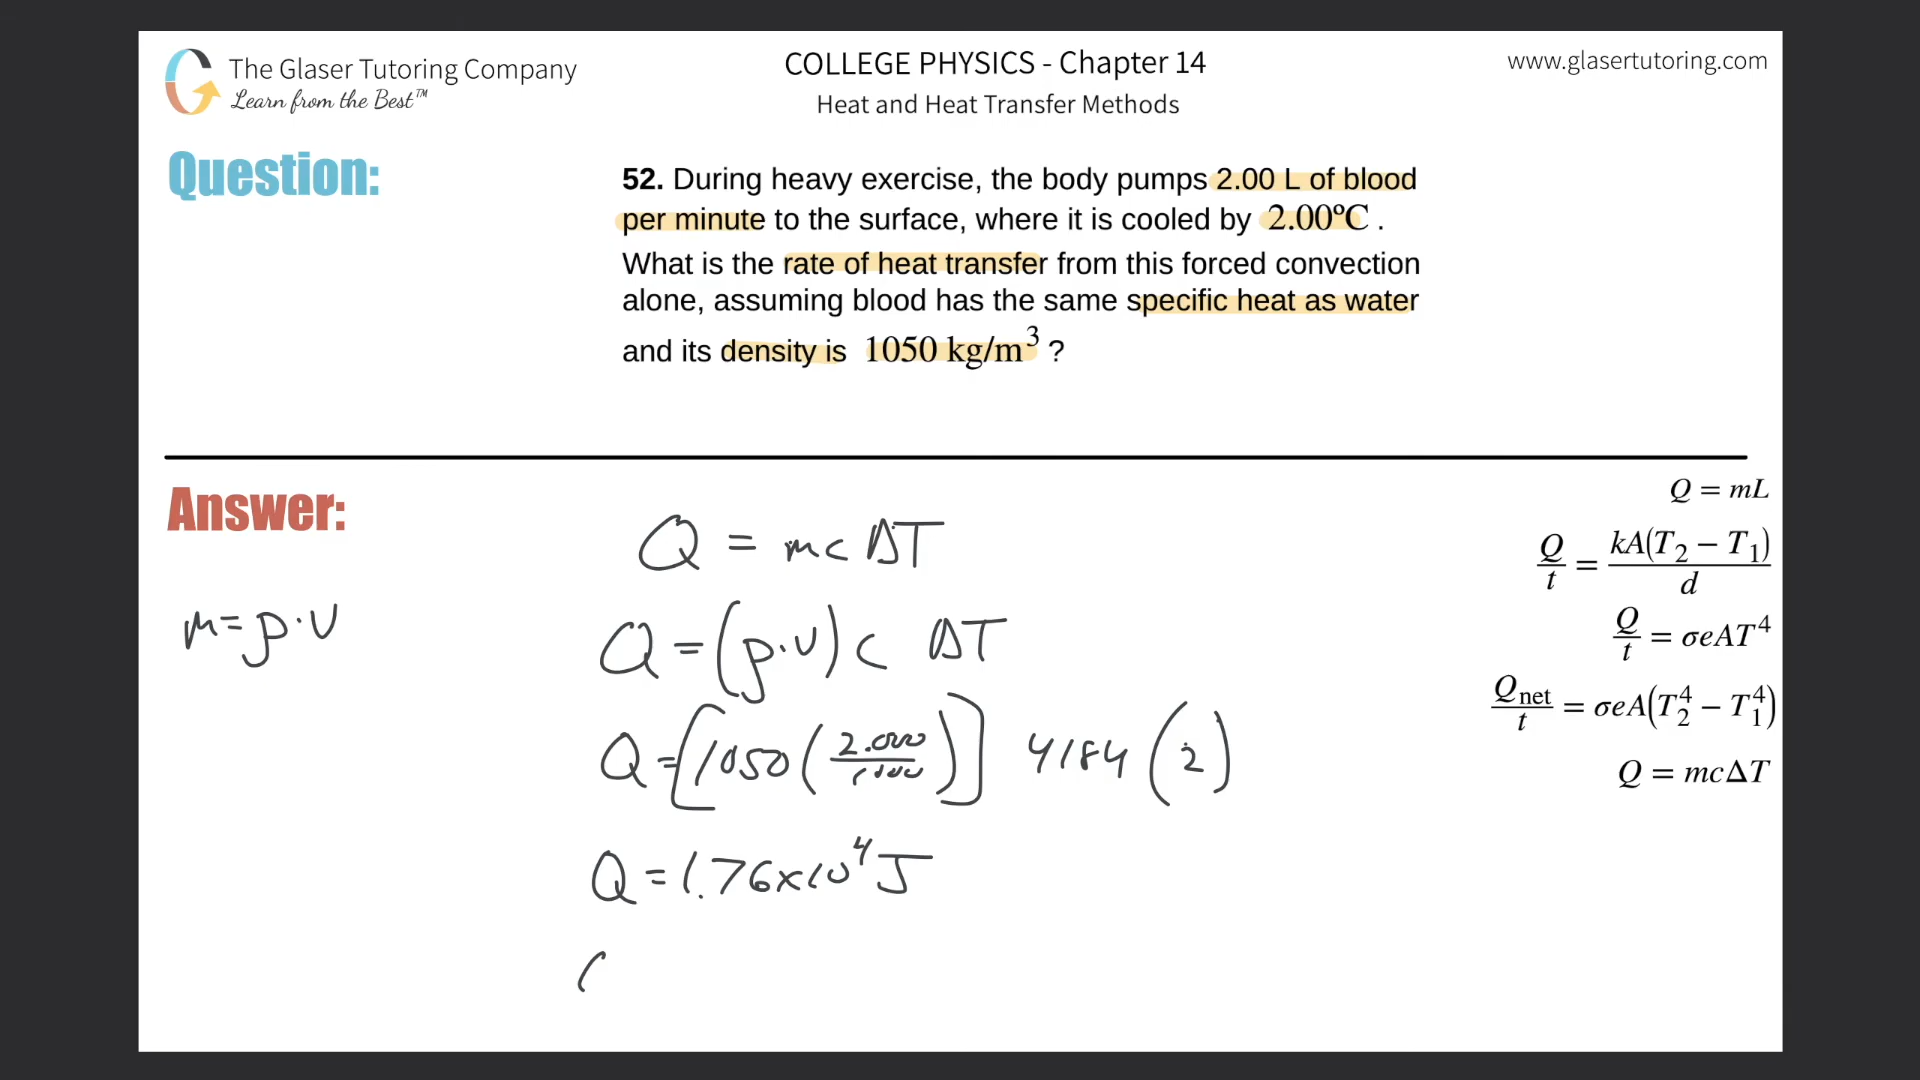 The Glaser Tutoring Company
Learn from the Best™
COLLEGE PHYSICS - Chapter 14
Heat and Heat Transfer Methods
www.glasertutoring.com
Question:
52. During heavy exercise, the body pumps 2.00 L of blood
per minute to the surface, where it is cooled by 2.00ºC .
What is the rate of heat transfer from this forced convection
alone, assuming blood has the same specific heat as water
and its density is 1050 kg/m³ ?
Answer:
Q = mcΔT
m=ρ·V
Q=(ρ·V)c ΔT
Q=[1050(2.000/1000)] 4184(2)
Q=1.76x10⁴J
(
Q = mL
Q/t = kA(T₂ − T₁)/d
Q/t = σeAT⁴
Qnet/t = σeA(T₂⁴ − T₁⁴)
Q = mcΔT